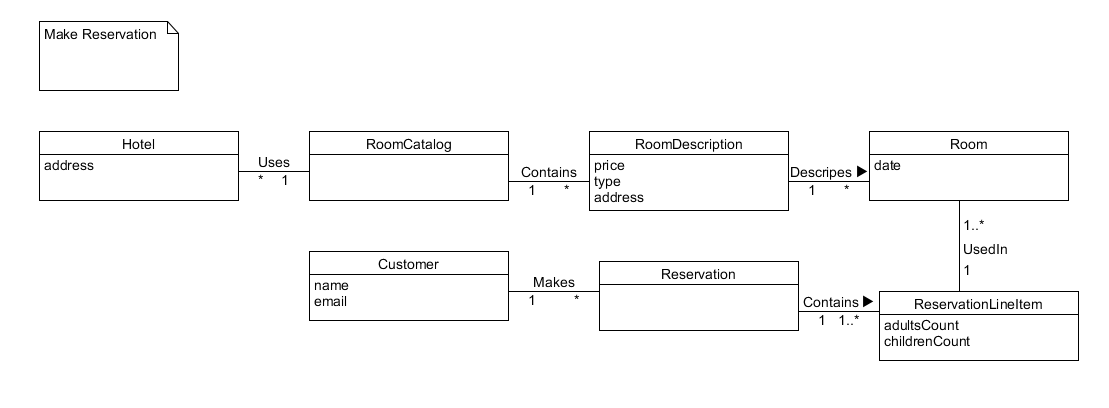 Make Reservation
Hotel
address
Uses
* 1
RoomCatalog
Contains
1 *
RoomDescription
price
type
address
Descripes
1 *
Room
date
1..*
UsedIn
1
Customer
name
email
Makes
1 *
Reservation
Contains
1 1..*
ReservationLineItem
adultsCount
childrenCount